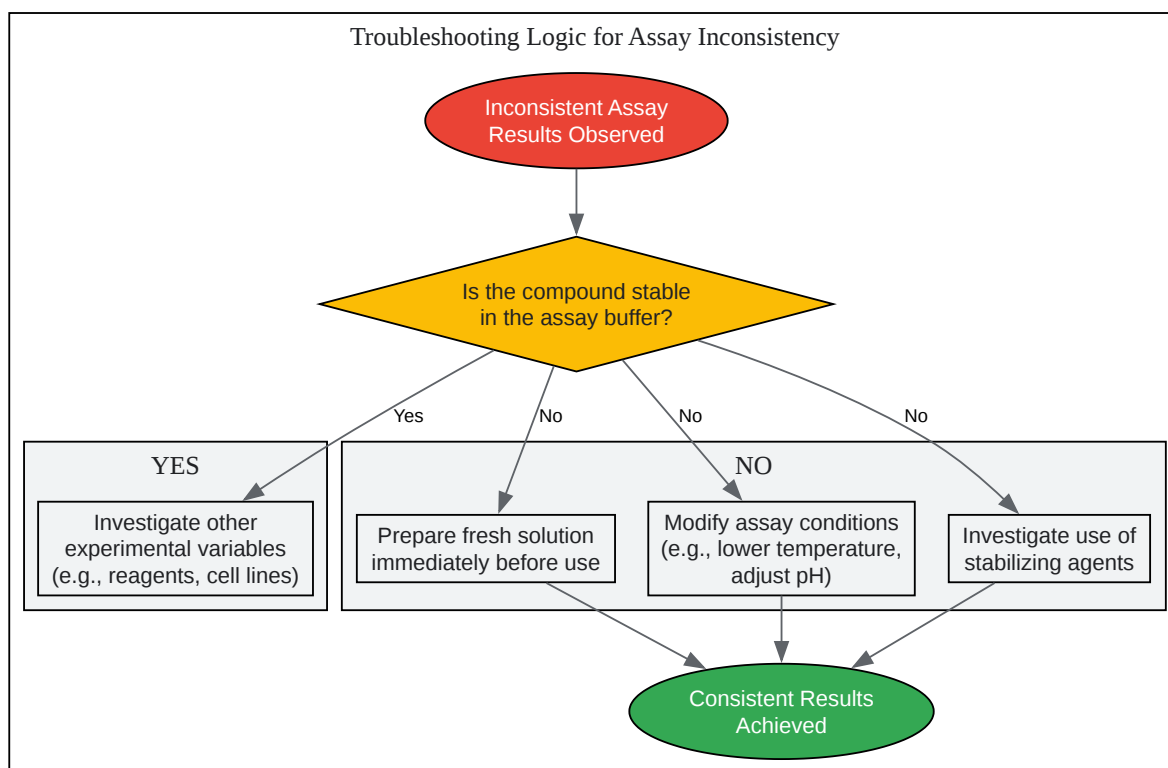 Troubleshooting Logic for Assay Inconsistency
Inconsistent Assay
Results Observed
Is the compound stable
in the assay buffer?
Yes
No
No
No
YES
NO
Investigate other
experimental variables
(e.g., reagents, cell lines)
Prepare fresh solution
immediately before use
Modify assay conditions
(e.g., lower temperature,
adjust pH)
Investigate use of
stabilizing agents
Consistent Results
Achieved